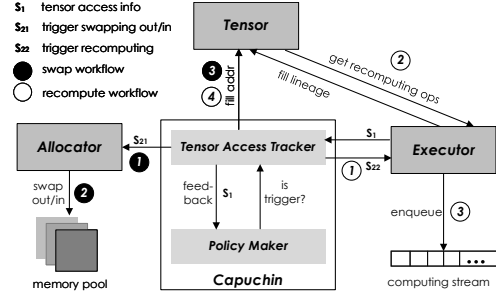 S1 tensor access info
S21 trigger swapping out/in
S22 trigger recomputing
swap workflow
recompute workflow
Tensor
3
4
fill addr
2
get recomputing ops
fill lineage
Allocator
S21
1
Tensor Access Tracker
S1
1
S22
Executor
swap
out/in
2
feed-
back
S1
is
trigger?
enqueue
3
Policy Maker
memory pool
Capuchin
...
computing stream